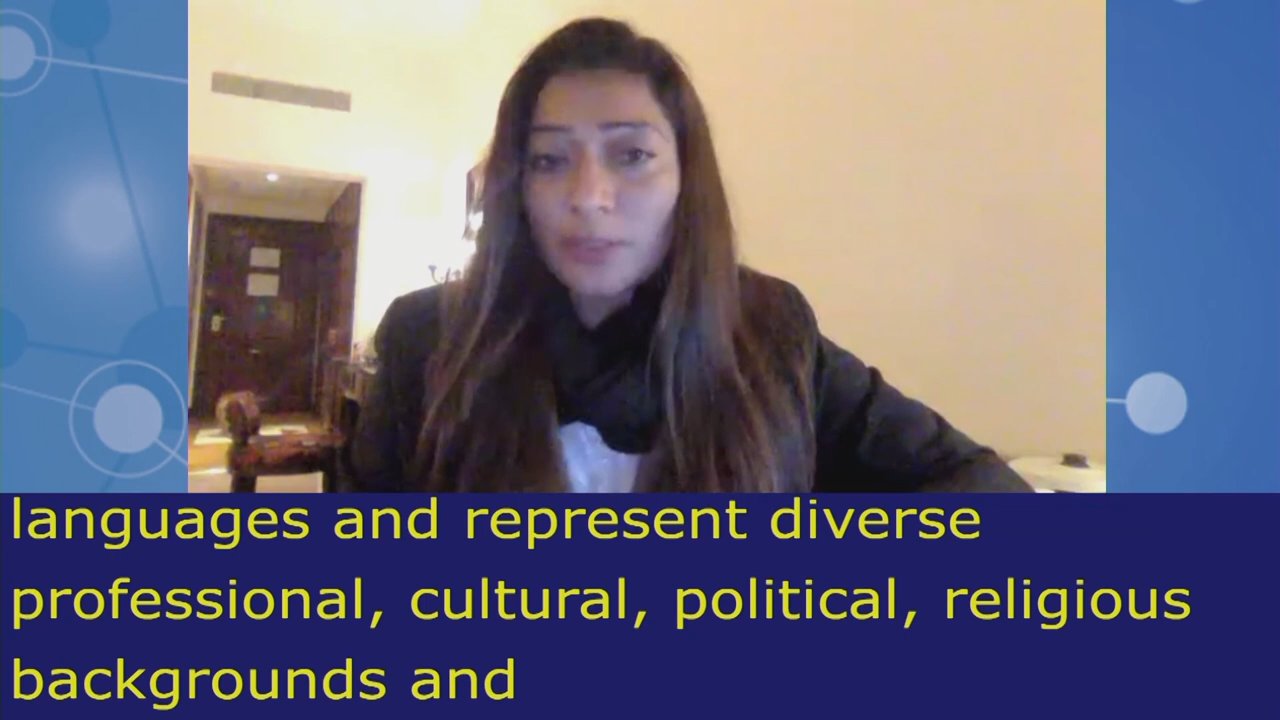 languages and represent diverse
professional, cultural, political, religious
backgrounds and